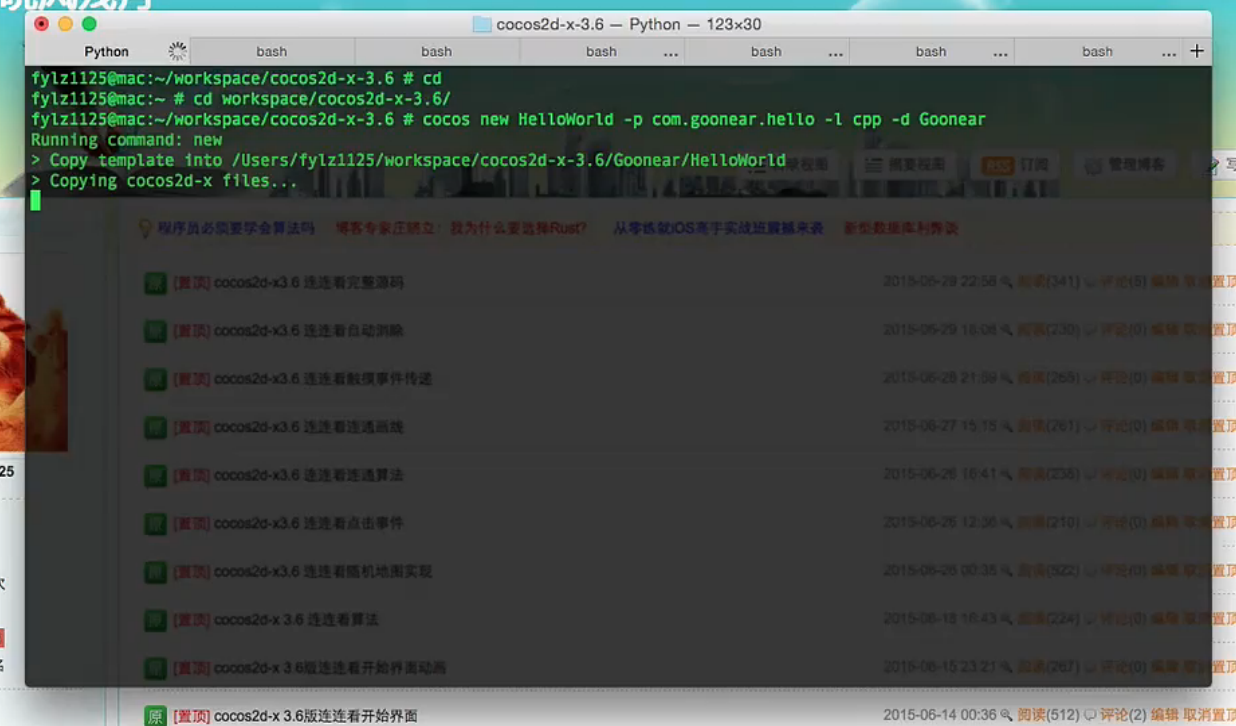 cocos2d-x-3.6 — Python — 123×30
Python bash bash bash ... bash ... bash ... bash ... +
fylz1125@mac:~/workspace/cocos2d-x-3.6 # cd
fylz1125@mac:~ # cd workspace/cocos2d-x-3.6/
fylz1125@mac:~/workspace/cocos2d-x-3.6 # cocos new HelloWorld -p com.goonear.hello -l cpp -d Goonear
Running command: new
> Copy template into /Users/fylz1125/workspace/cocos2d-x-3.6/Goonear/HelloWorld
> Copying cocos2d-x files...
摘要视图 RSS 订阅 管理博客 写
程序员必须要学会算法吗 博客专家庄晓立：我为什么要选择Rust? 从零练就iOS高手实战班震撼来袭
原 [置顶] cocos2d-x3.6 连连看完整源码 2015-06-29 22:56 阅读(341) 评论(5) 编辑 取消置顶
原 [置顶] cocos2d-x3.6 连连看自动消除 2015-06-29 18:08 阅读(230) 评论(0) 编辑 取消置顶
原 [置顶] cocos2d-x3.6 连连看触摸事件传递 2015-06-28 21:59 阅读(265) 评论(0) 编辑 取消置顶
原 [置顶] cocos2d-x3.6 连连看连通画线 2015-06-27 15:15 阅读(261) 评论(0) 编辑 取消置顶
25
原 [置顶] cocos2d-x3.6 连连看连通算法 2015-06-26 16:41 阅读(235) 评论(0) 编辑 取消置顶
原 [置顶] cocos2d-x3.6 连连看点击事件 2015-06-26 12:36 阅读(210) 评论(0) 编辑 取消置顶
原 [置顶] cocos2d-x3.6 连连看随机地图实现 2015-06-26 00:35 阅读(322) 评论(0) 编辑 取消置顶
原 [置顶] cocos2d-x 3.6 连连看算法 2015-06-18 16:43 阅读(224) 评论(0) 编辑 取消置顶
原 [置顶] cocos2d-x 3.6版连连看开始界面动画 2015-06-15 23:21 阅读(267) 评论(0) 编辑 取消置顶
原 [置顶] cocos2d-x 3.6版连连看开始界面 2015-06-14 00:36 阅读(512) 评论(2) 编辑 取消置顶